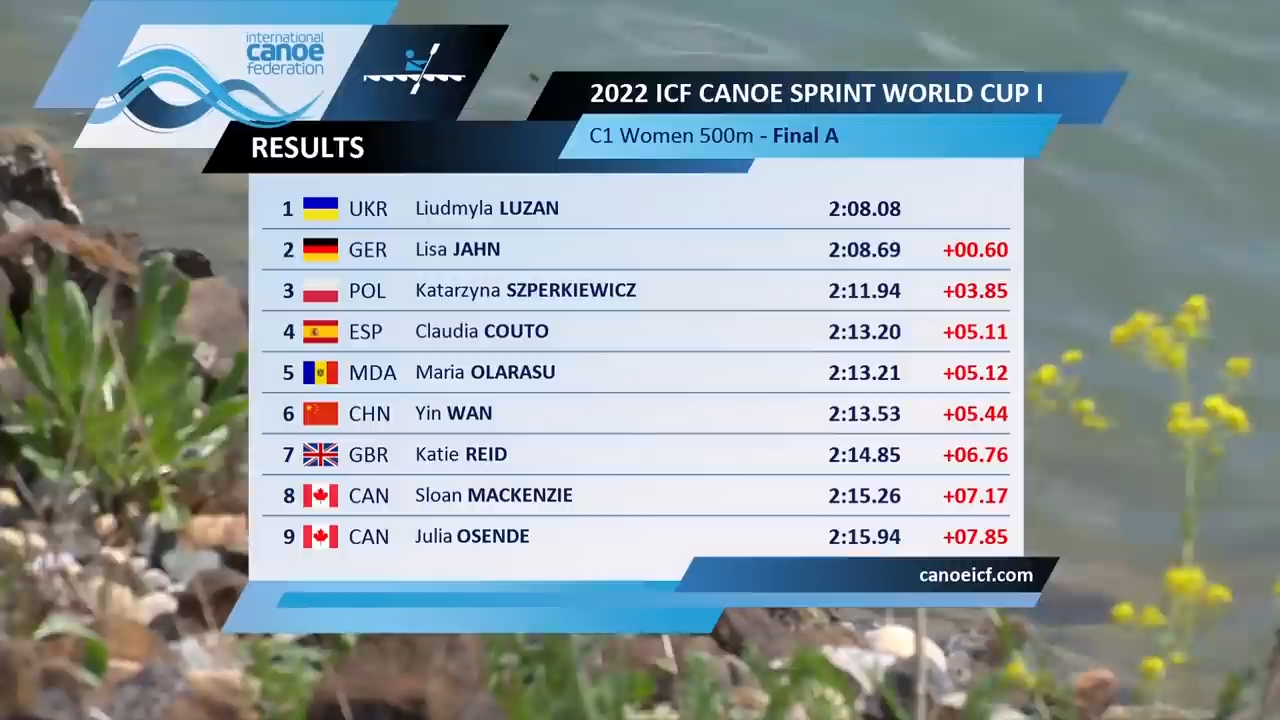 international
canoe
federation
2022 ICF CANOE SPRINT WORLD CUP I
C1 Women 500m - Final A
RESULTS
1 UKR Liudmyla LUZAN 2:08.08
2 GER Lisa JAHN 2:08.69 +00.60
3 POL Katarzyna SZPERKIEWICZ 2:11.94 +03.85
4 ESP Claudia COUTO 2:13.20 +05.11
5 MDA Maria OLARASU 2:13.21 +05.12
6 CHN Yin WAN 2:13.53 +05.44
7 GBR Katie REID 2:14.85 +06.76
8 CAN Sloan MACKENZIE 2:15.26 +07.17
9 CAN Julia OSENDE 2:15.94 +07.85
canoeicf.com